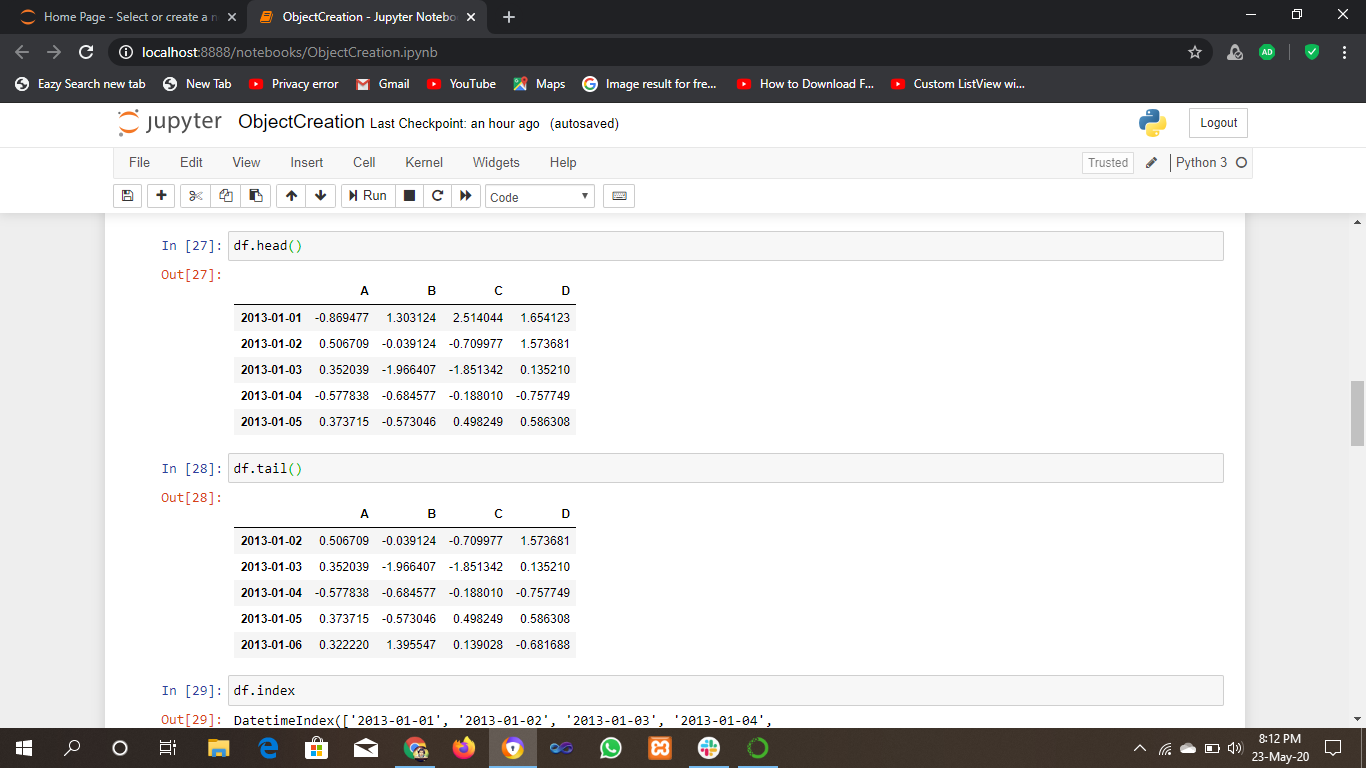 Home Page - Select or create a n
ObjectCreation - Jupyter Notebo
localhost:8888/notebooks/ObjectCreation.ipynb
AD
Eazy Search new tab
New Tab
Privacy error
Gmail
YouTube
Maps
Image result for fre...
How to Download F...
Custom ListView wi...
jupyter ObjectCreation Last Checkpoint: an hour ago (autosaved)
Logout
File Edit View Insert Cell Kernel Widgets Help
Trusted
Python 3
Run
Code
In [27]: df.head()
Out[27]:
A B C D
2013-01-01 -0.869477 1.303124 2.514044 1.654123
2013-01-02 0.506709 -0.039124 -0.709977 1.573681
2013-01-03 0.352039 -1.966407 -1.851342 0.135210
2013-01-04 -0.577838 -0.684577 -0.188010 -0.757749
2013-01-05 0.373715 -0.573046 0.498249 0.586308
In [28]: df.tail()
Out[28]:
A B C D
2013-01-02 0.506709 -0.039124 -0.709977 1.573681
2013-01-03 0.352039 -1.966407 -1.851342 0.135210
2013-01-04 -0.577838 -0.684577 -0.188010 -0.757749
2013-01-05 0.373715 -0.573046 0.498249 0.586308
2013-01-06 0.322220 1.395547 0.139028 -0.681688
In [29]: df.index
Out[29]: DatetimeIndex(['2013-01-01', '2013-01-02', '2013-01-03', '2013-01-04',
8:12 PM
23-May-20